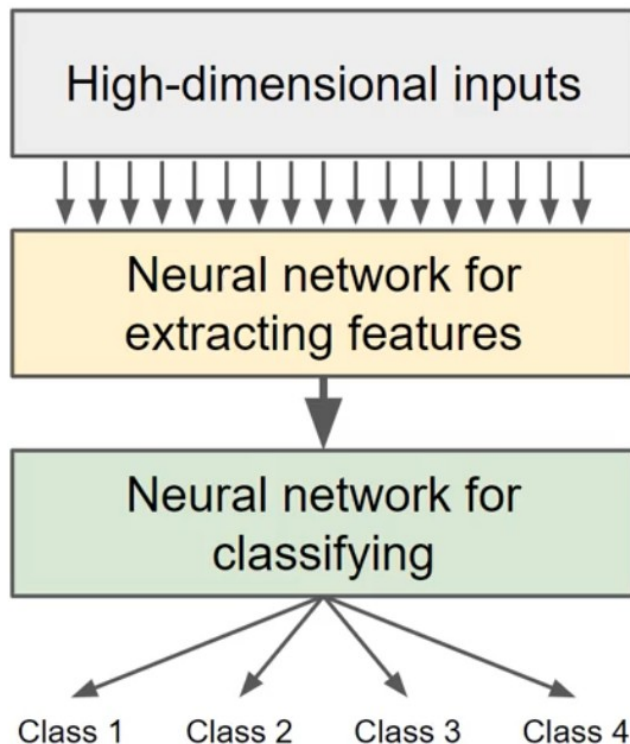 High-dimensional inputs
Neural network for
extracting features
Neural network for
classifying
Class 1 Class 2 Class 3 Class 4